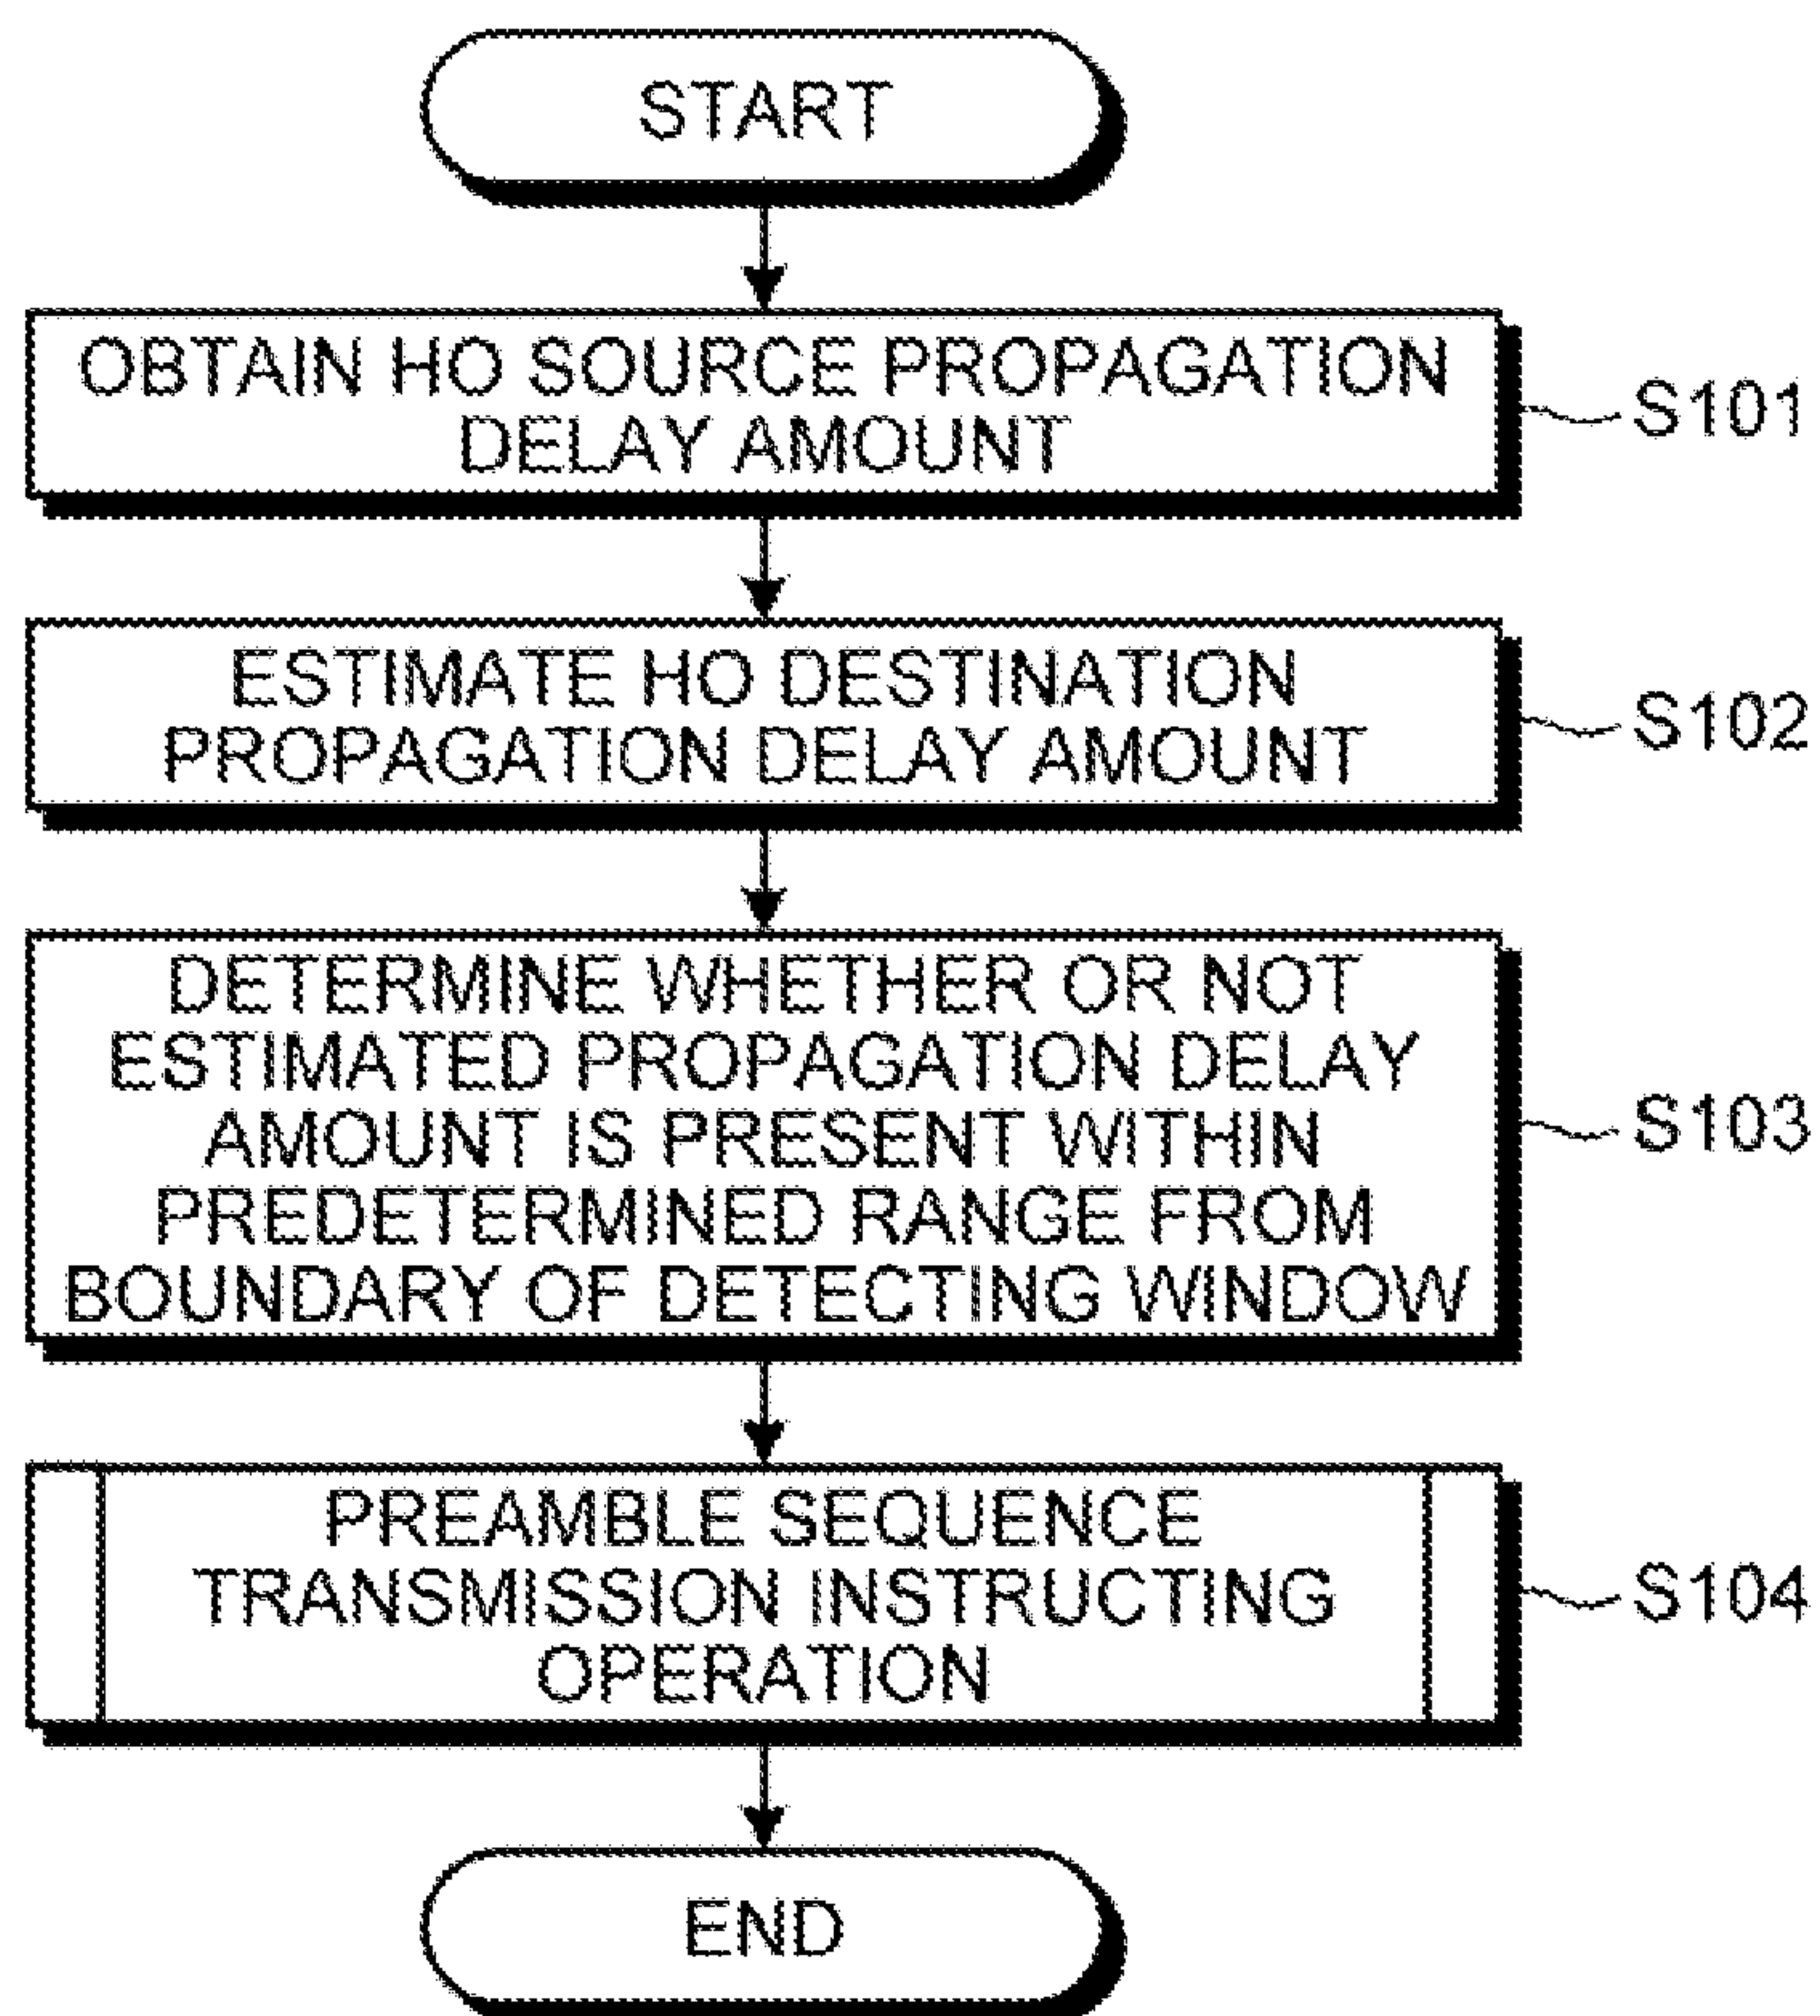 START
OBTAIN HO SOURCE PROPAGATION
DELAY AMOUNT
S101
ESTIMATE HO DESTINATION
PROPAGATION DELAY AMOUNT
S102
DETERMINE WHETHER OR NOT
ESTIMATED PROPAGATION DELAY
AMOUNT IS PRESENT WITHIN
PREDETERMINED RANGE FROM
BOUNDARY OF DETECTING WINDOW
S103
PREAMBLE SEQUENCE
TRANSMISSION INSTRUCTING
OPERATION
S104
END